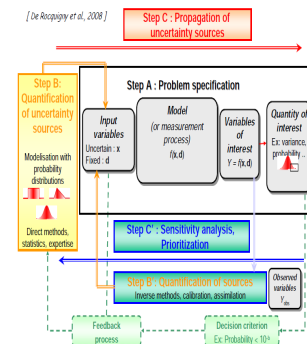 [ De Rocquigny et al., 2008 ]
Step C : Propagation of
uncertainty sources
Step B:
Quantification
of uncertainty
sources
Modelisation with
probability
distributions
Direct methods,
statistics, expertise
Step A : Problem specification
Input
variables
Uncertain : x
Fixed : d
Model
(or measurement
process)
f(x,d)
Variables
of interest
Y = f(x,d)
Quantity of
interest
Ex: variance,
probability ..
Step C' : Sensitivity analysis,
Prioritization
Step B' : Quantification of sources
Inverse methods, calibration, assimilation
Observed
variables
Yobs
Feedback
process
Decision criterion
Ex: Probability < 10